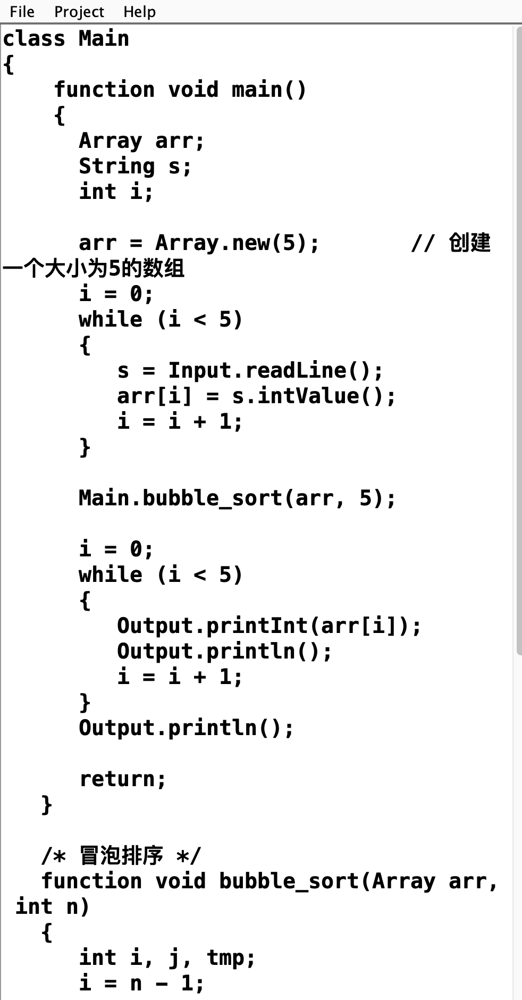 File Project Help
class Main
{
    function void main()
    {
      Array arr;
      String s;
      int i;

      arr = Array.new(5);       // 创建
一个大小为5的数组
      i = 0;
      while (i < 5)
      {
         s = Input.readLine();
         arr[i] = s.intValue();
         i = i + 1;
      }

      Main.bubble_sort(arr, 5);

      i = 0;
      while (i < 5)
      {
         Output.printInt(arr[i]);
         Output.println();
         i = i + 1;
      }
      Output.println();

      return;
   }

   /* 冒泡排序 */
   function void bubble_sort(Array arr,
 int n)
   {
      int i, j, tmp;
      i = n - 1;